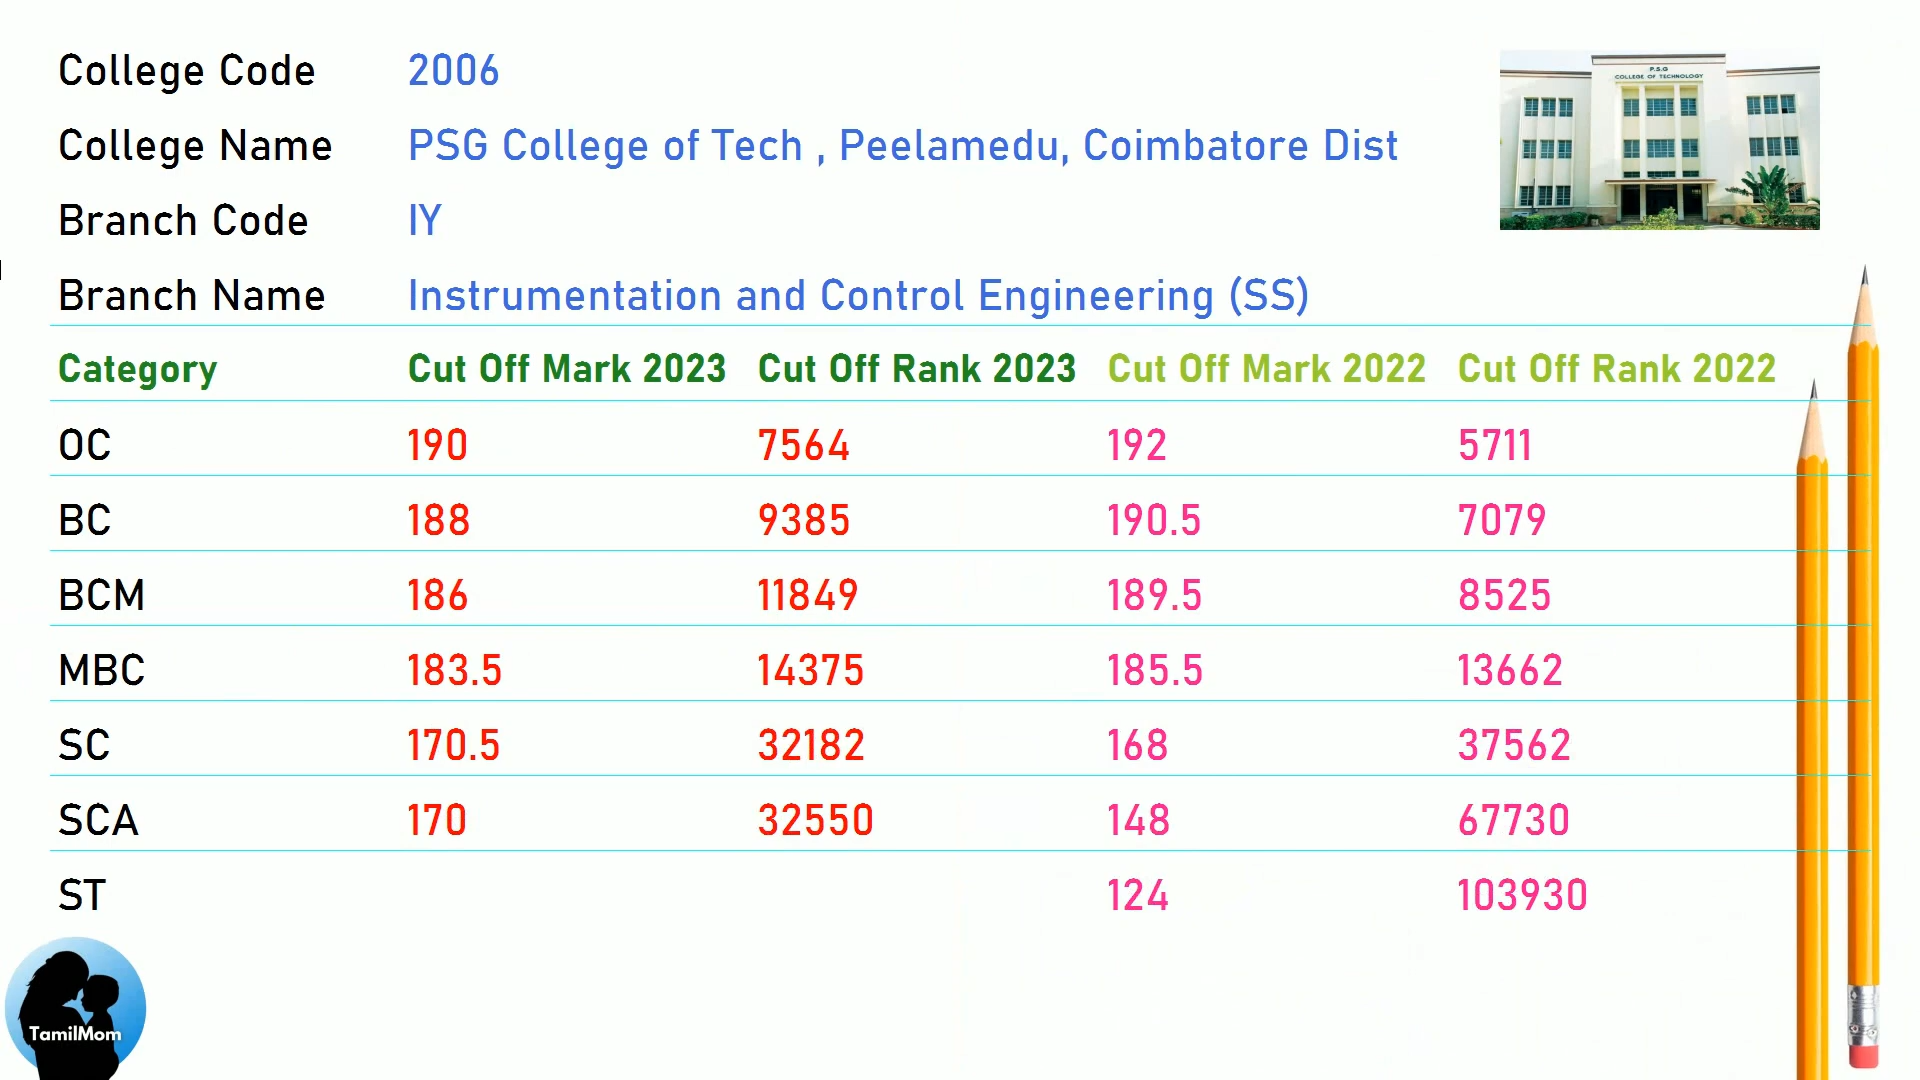 College Code 2006
College Name PSG College of Tech , Peelamedu, Coimbatore Dist
Branch Code IY
Branch Name Instrumentation and Control Engineering (SS)
P.S.G
COLLEGE OF TECHNOLOGY
Category Cut Off Mark 2023 Cut Off Rank 2023 Cut Off Mark 2022 Cut Off Rank 2022
OC 190 7564 192 5711
BC 188 9385 190.5 7079
BCM 186 11849 189.5 8525
MBC 183.5 14375 185.5 13662
SC 170.5 32182 168 37562
SCA 170 32550 148 67730
ST 124 103930
TamilMom